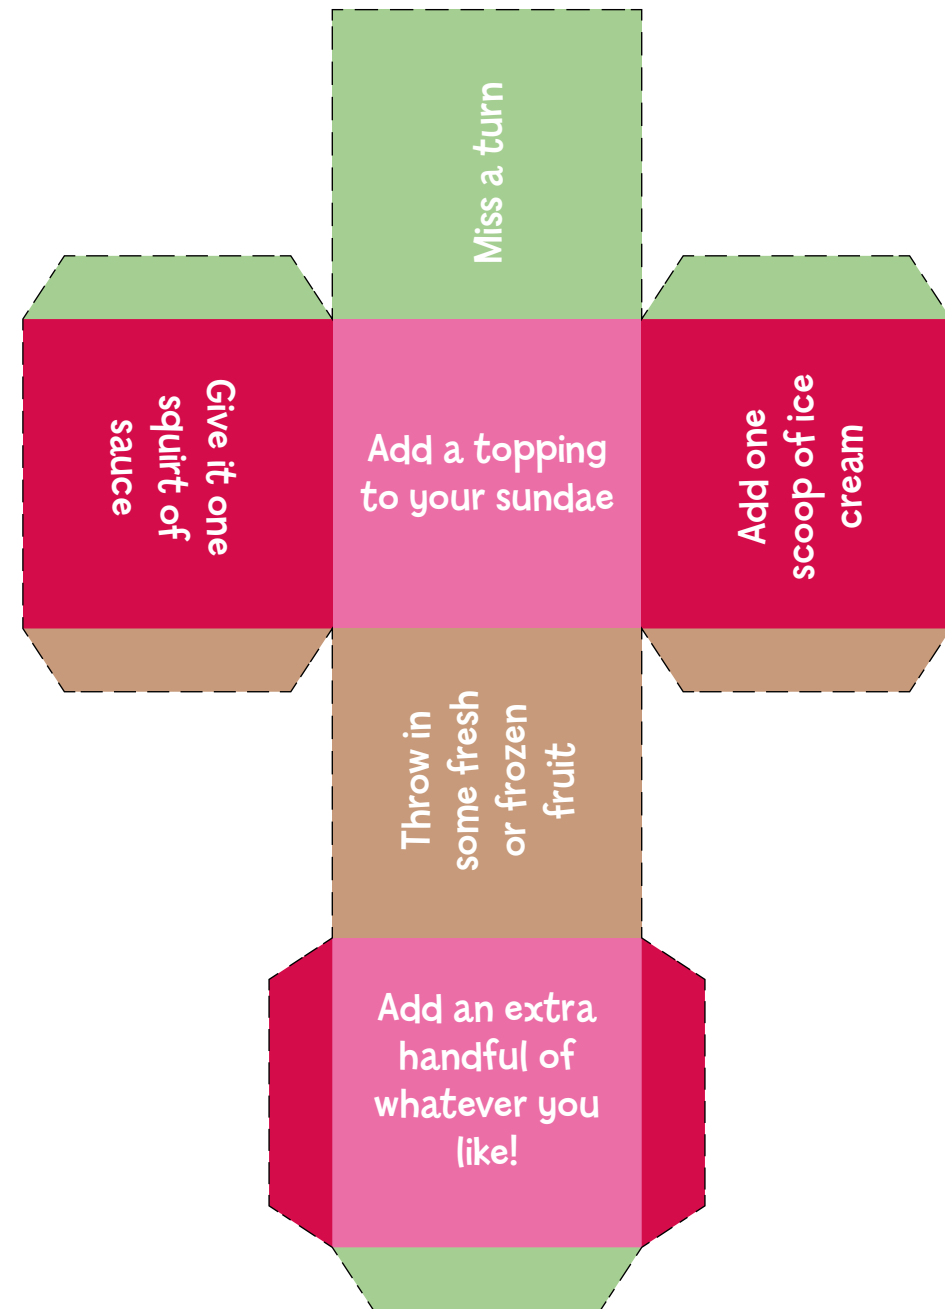 Miss a turn
Give it one
squirt of
sauce
Add a topping
to your sundae
Add one
scoop of ice
cream
Throw in
some fresh
or frozen
fruit
Add an extra
handful of
whatever you
like!